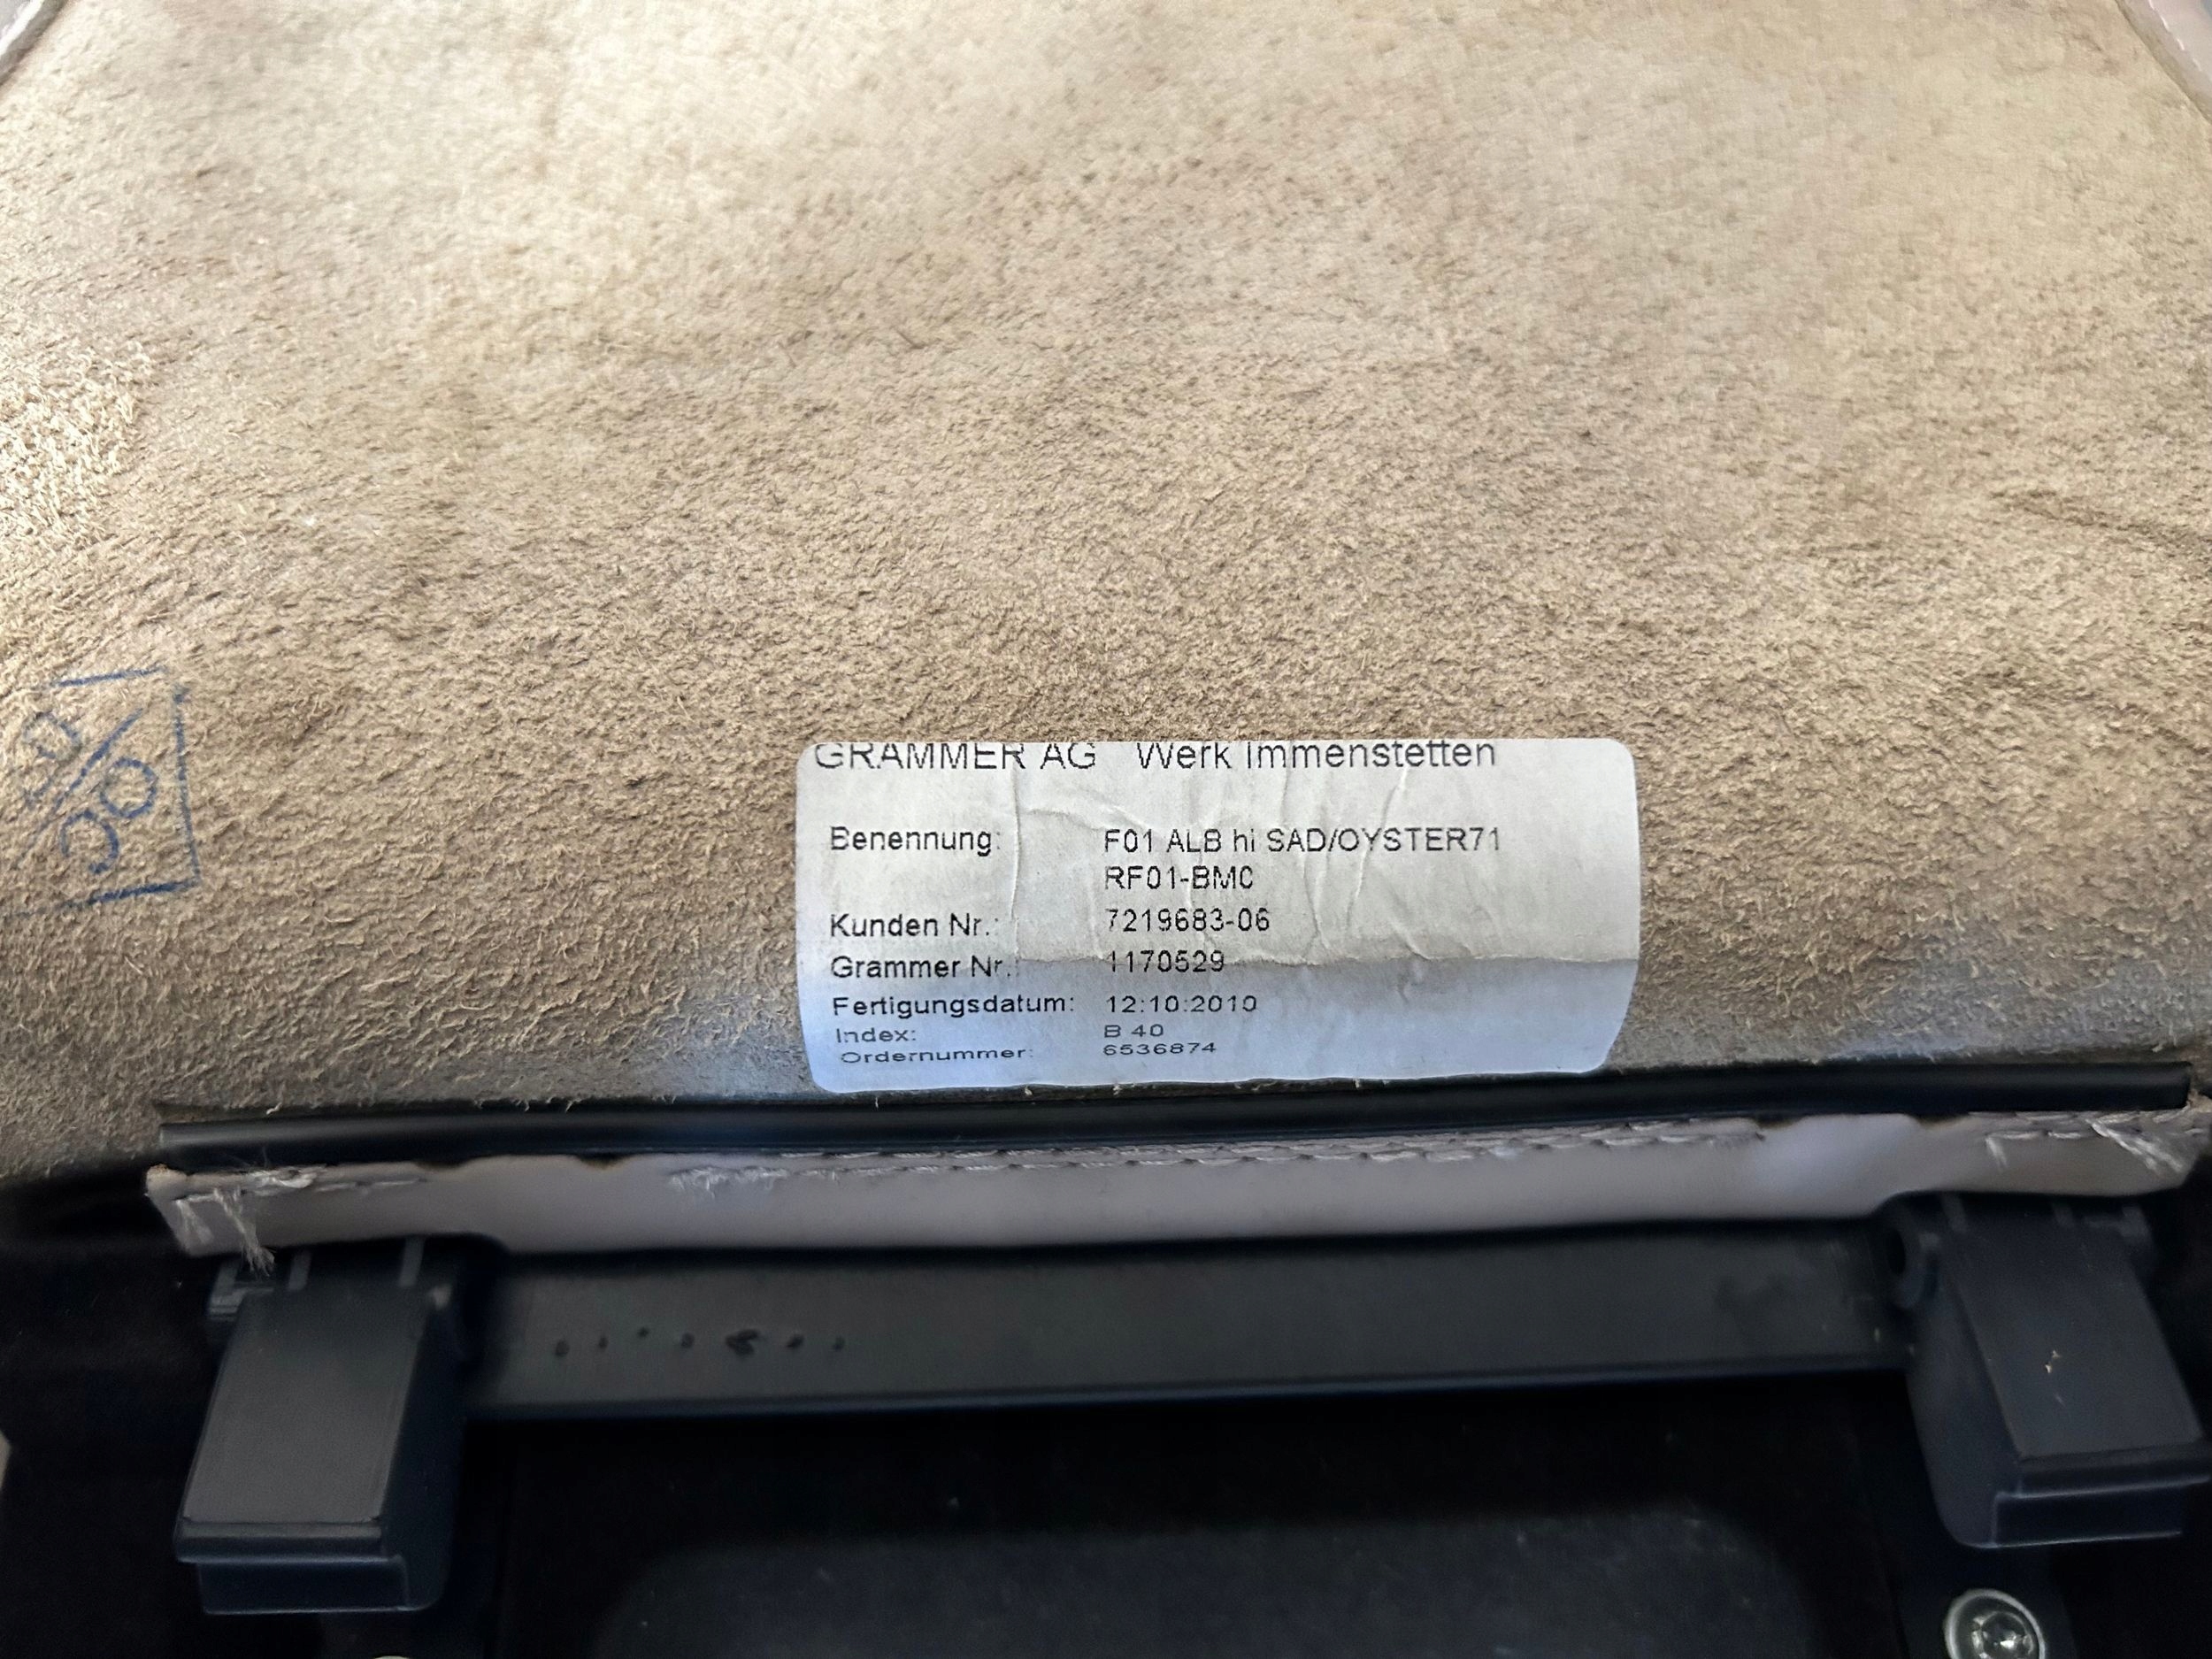 GRAMMER AG Werk Immenstetten
Benennung: F01 ALB hi SAD/OYSTER71
RF01-BMC
Kunden Nr.: 7219683-06
Grammer Nr.: 1170529
Fertigungsdatum: 12:10:2010
Index: B 40
Ordernummer: 6536874